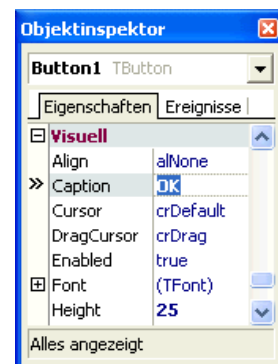 Objektinspektor
Button1 TButton
Eigenschaften Ereignisse
Visuell
Align alNone
Caption OK
Cursor crDefault
DragCursor crDrag
Enabled true
Font (TFont)
Height 25
Alles angezeigt